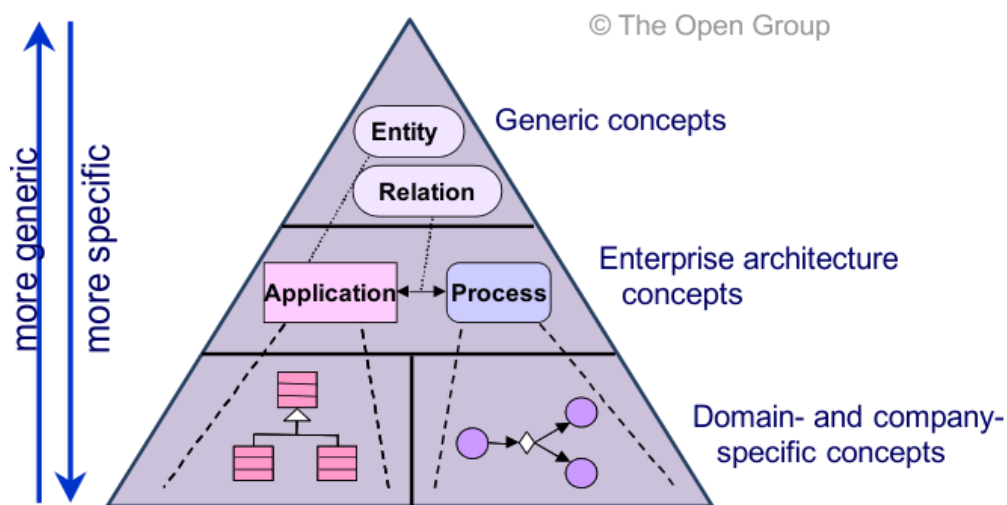 © The Open Group
more generic
more specific
Entity
Generic concepts
Relation
Enterprise architecture
concepts
Application
Process
Domain- and company-
specific concepts